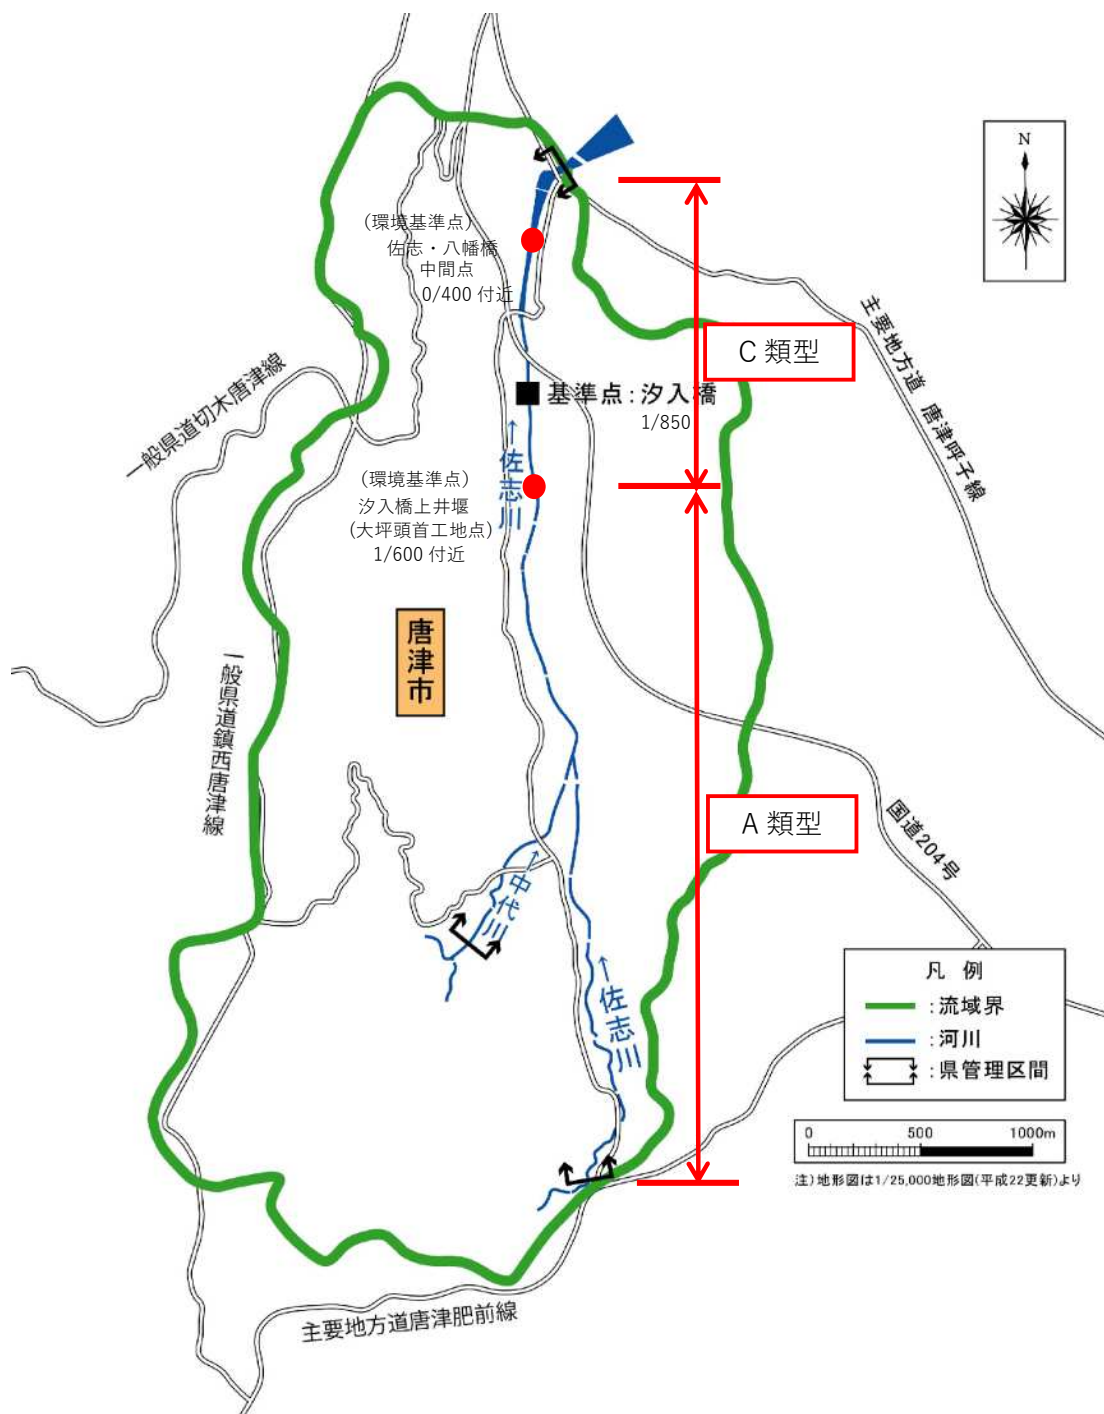 N
(環境基準点)
佐志・八幡橋
中間点
0/400 付近
主要地方道 唐津呼子線
C 類型
一般県道切木唐津線
基準点:汐入橋
1/850
→佐志川
(環境基準点)
汐入橋上井堰
(大坪頭首工地点)
1/600 付近
唐津市
一般県道鎮西唐津線
A 類型
国道204号
→中代川
→佐志川
凡 例
:流域界
:河川
:県管理区間
0 500 1000m
注)地形図は1/25,000地形図(平成22更新)より
主要地方道唐津肥前線